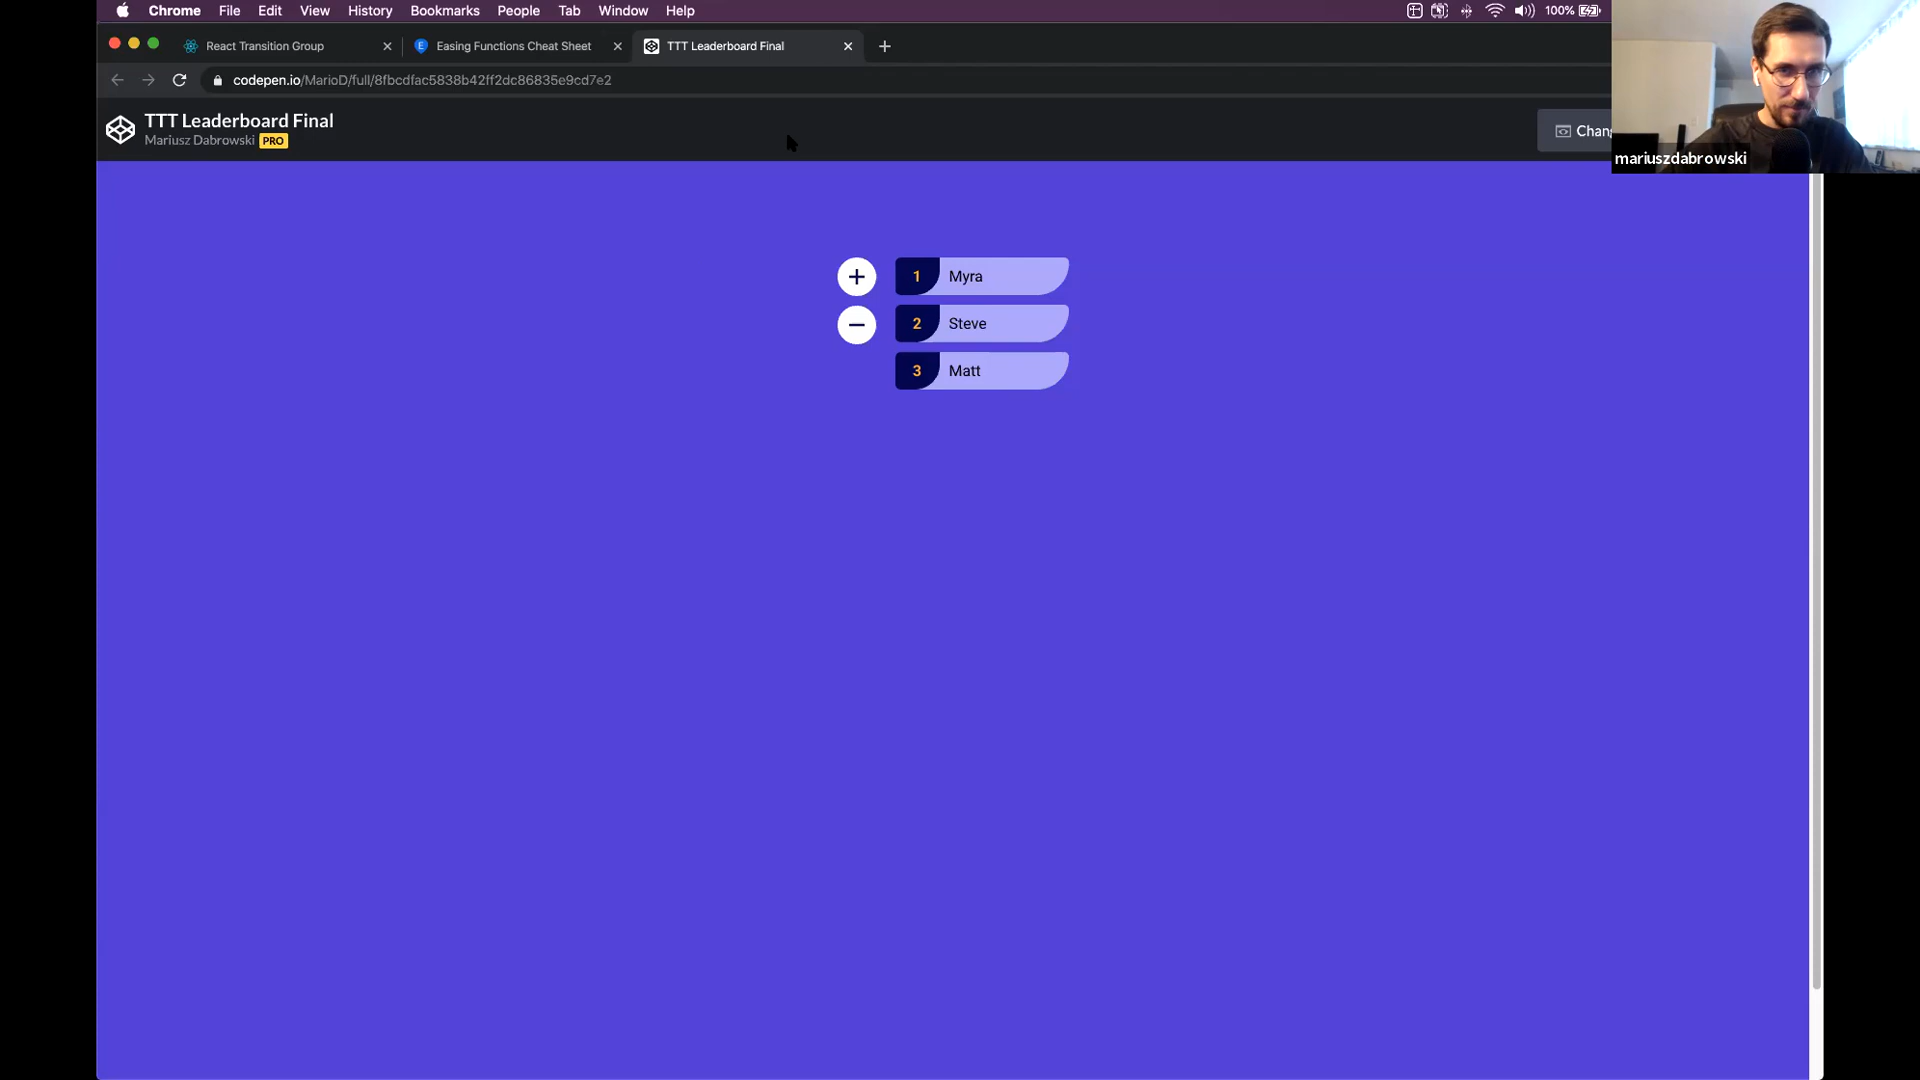 Chrome File Edit View History Bookmarks People Tab Window Help 100%
React Transition Group Easing Functions Cheat Sheet TTT Leaderboard Final
codepen.io/MarioD/full/8fbcdfac5838b42ff2dc86835e9cd7e2
TTT Leaderboard Final
Mariusz Dabrowski PRO
Chang
mariuszdabrowski
+ 1 Myra
− 2 Steve
3 Matt